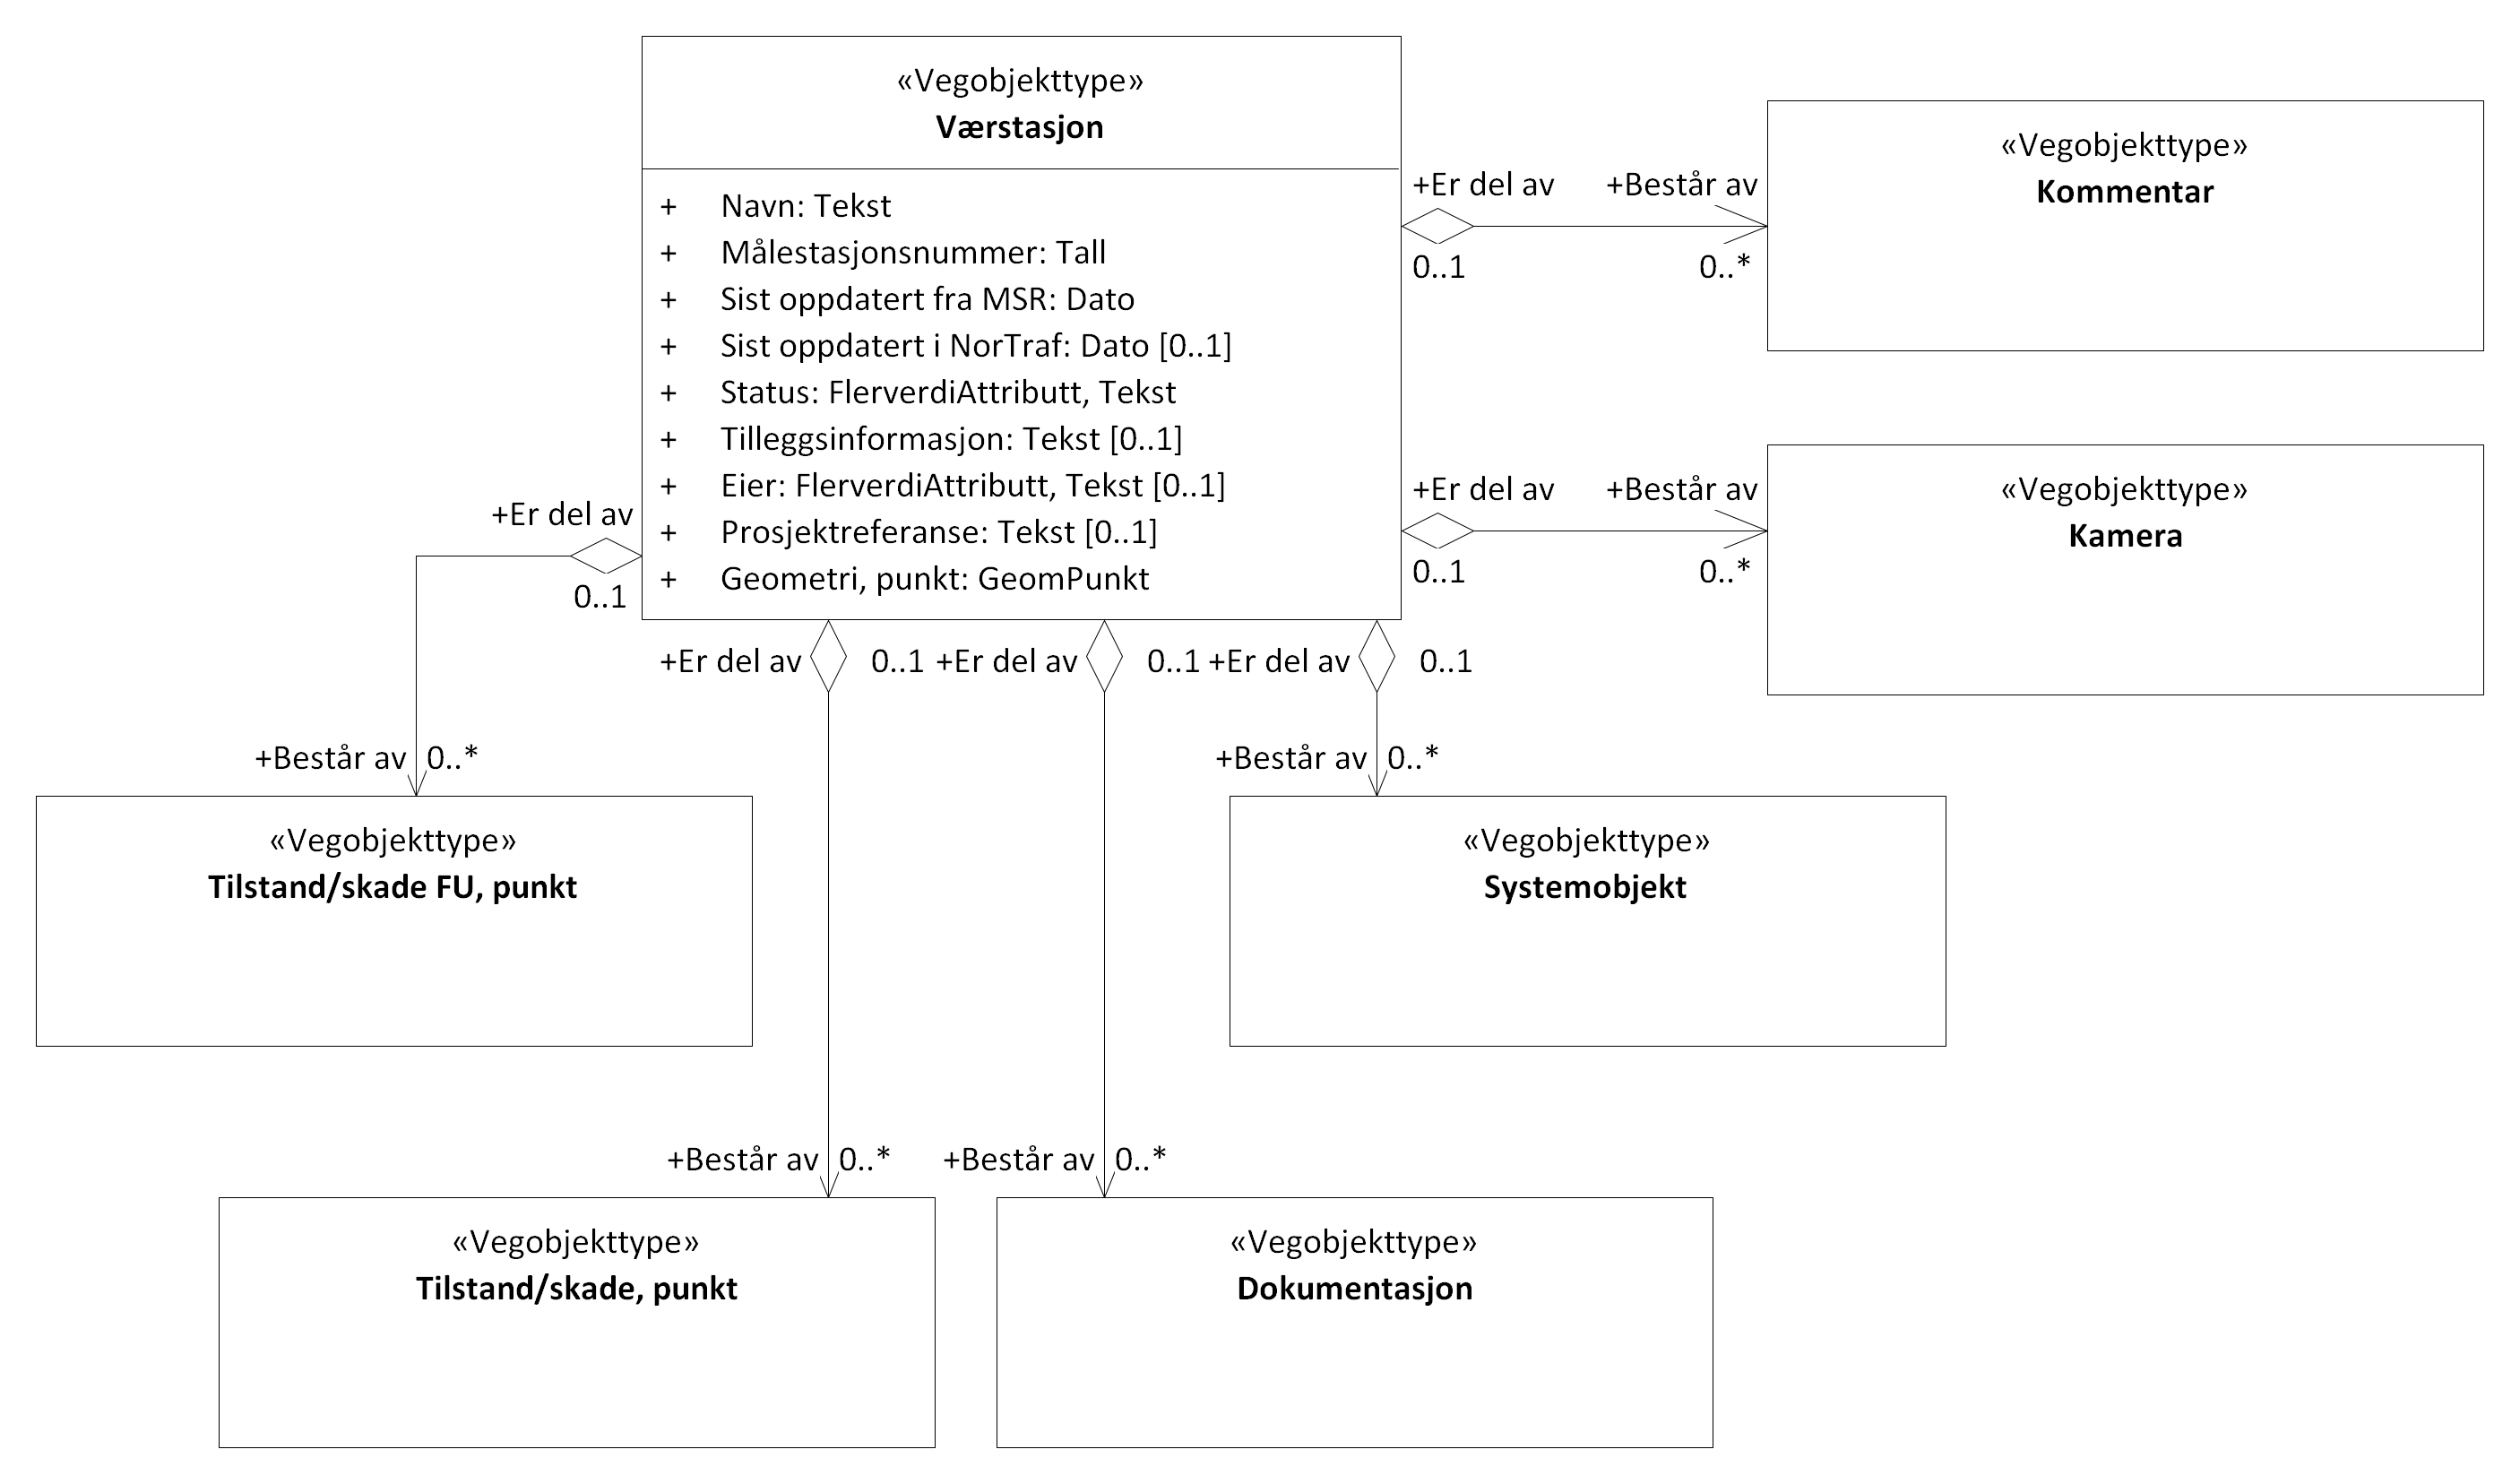 «Vegobjekttype»
Værstasjon
+ Navn: Tekst
+ Målestasjonsnummer: Tall
+ Sist oppdatert fra MSR: Dato
+ Sist oppdatert i NorTraf: Dato [0..1]
+ Status: FlerverdiAttributt, Tekst
+ Tilleggsinformasjon: Tekst [0..1]
+ Eier: FlerverdiAttributt, Tekst [0..1]
+ Prosjektreferanse: Tekst [0..1]
+ Geometri, punkt: GeomPunkt
+Er del av +Består av
0..1 0..*
«Vegobjekttype»
Kommentar
+Er del av +Består av
0..1 0..*
«Vegobjekttype»
Kamera
+Er del av
0..1
+Er del av 0..1 +Er del av 0..1 +Er del av 0..1
+Består av 0..*
+Består av 0..*
«Vegobjekttype»
Tilstand/skade FU, punkt
«Vegobjekttype»
Systemobjekt
+Består av 0..* +Består av 0..*
«Vegobjekttype»
Tilstand/skade, punkt
«Vegobjekttype»
Dokumentasjon